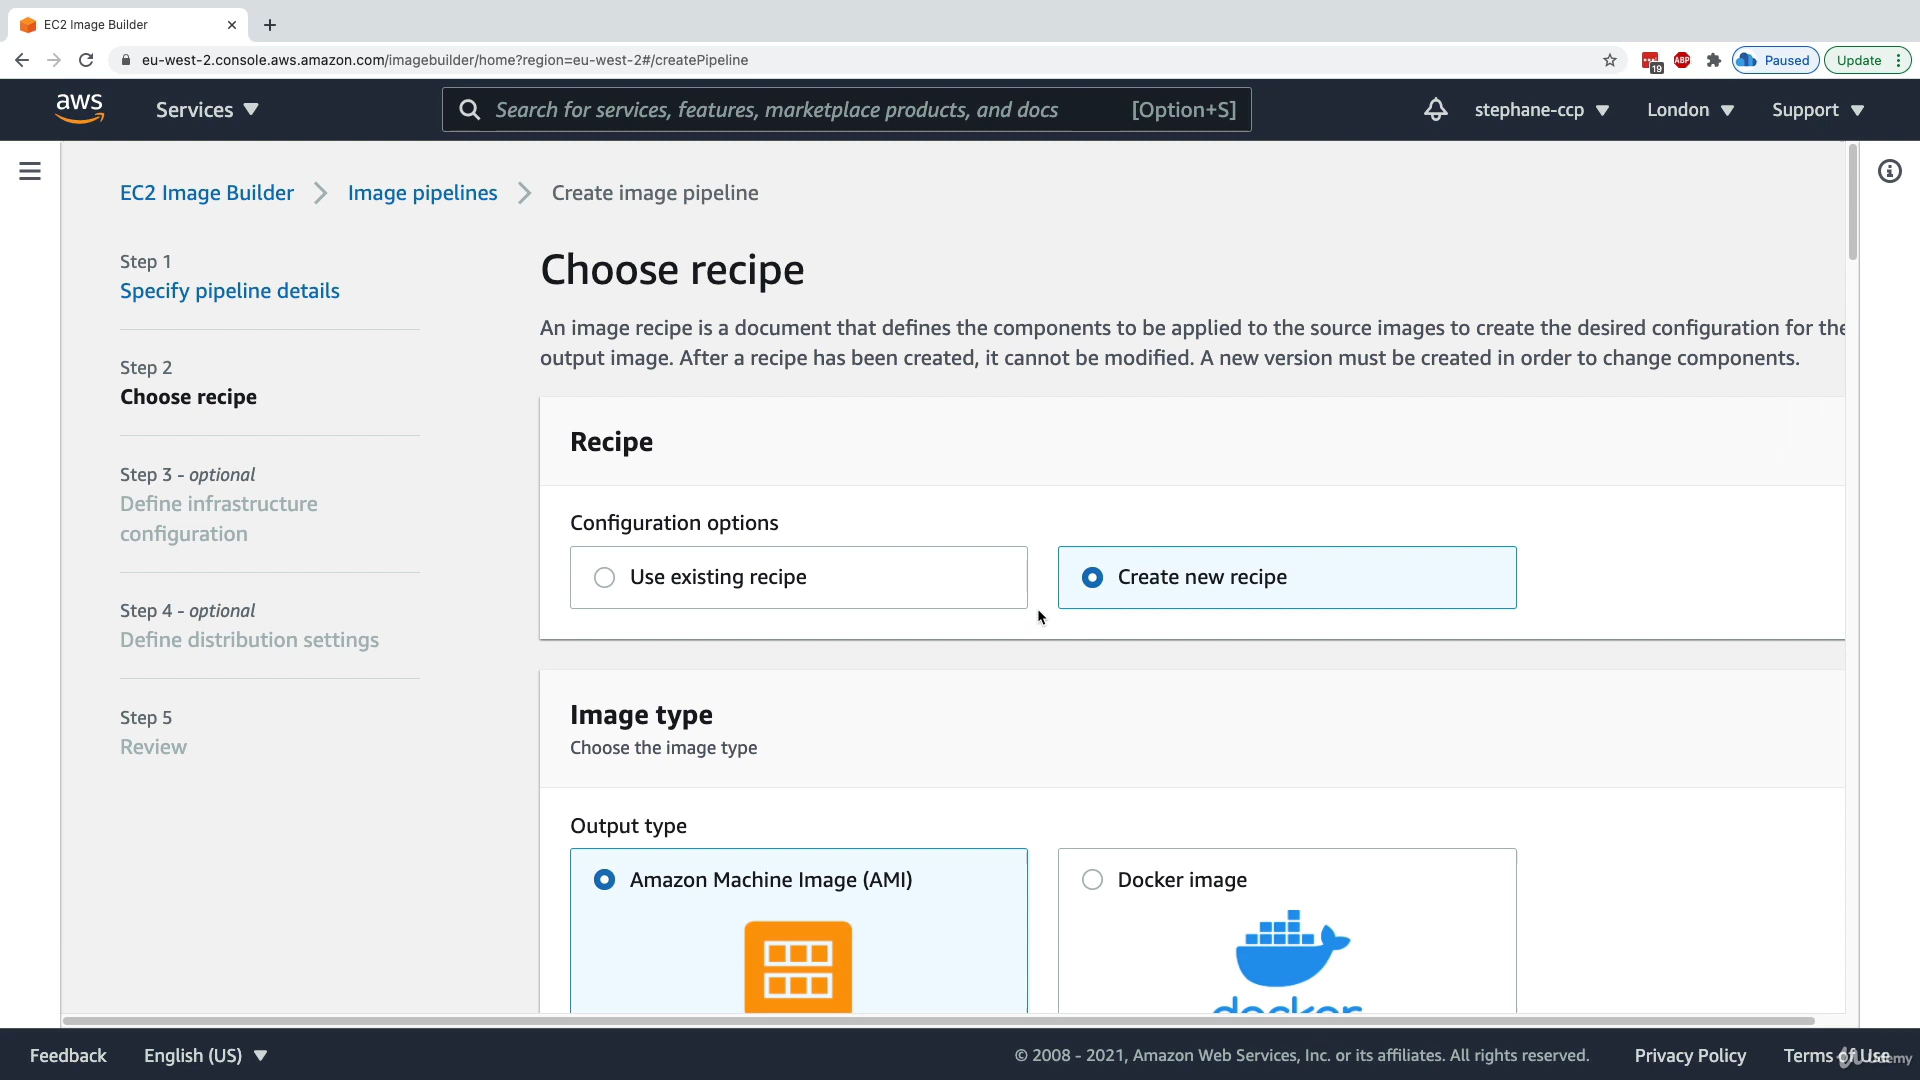 EC2 Image Builder
eu-west-2.console.aws.amazon.com/imagebuilder/home?region=eu-west-2#/createPipeline
19
ABP
Paused
Update
aws
Services
Search for services, features, marketplace products, and docs
[Option+S]
stephane-ccp
London
Support
EC2 Image Builder
Image pipelines
Create image pipeline
Step 1
Specify pipeline details
Step 2
Choose recipe
Step 3 - optional
Define infrastructure
configuration
Step 4 - optional
Define distribution settings
Step 5
Review
Choose recipe
An image recipe is a document that defines the components to be applied to the source images to create the desired configuration for the
output image. After a recipe has been created, it cannot be modified. A new version must be created in order to change components.
Recipe
Configuration options
Use existing recipe
Create new recipe
Image type
Choose the image type
Output type
Amazon Machine Image (AMI)
Docker image
docker
Feedback
English (US)
© 2008 - 2021, Amazon Web Services, Inc. or its affiliates. All rights reserved.
Privacy Policy
Terms of Use
Udemy